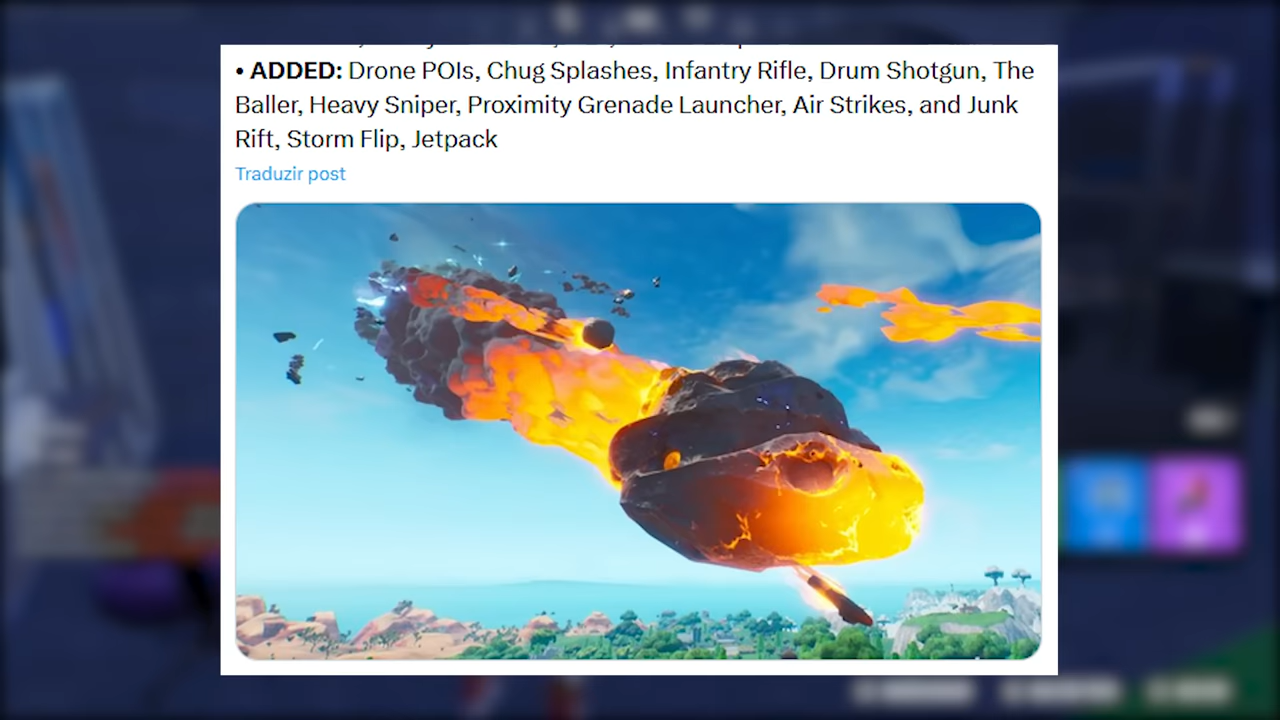 • ADDED: Drone POIs, Chug Splashes, Infantry Rifle, Drum Shotgun, The
Baller, Heavy Sniper, Proximity Grenade Launcher, Air Strikes, and Junk
Rift, Storm Flip, Jetpack
Traduzir post